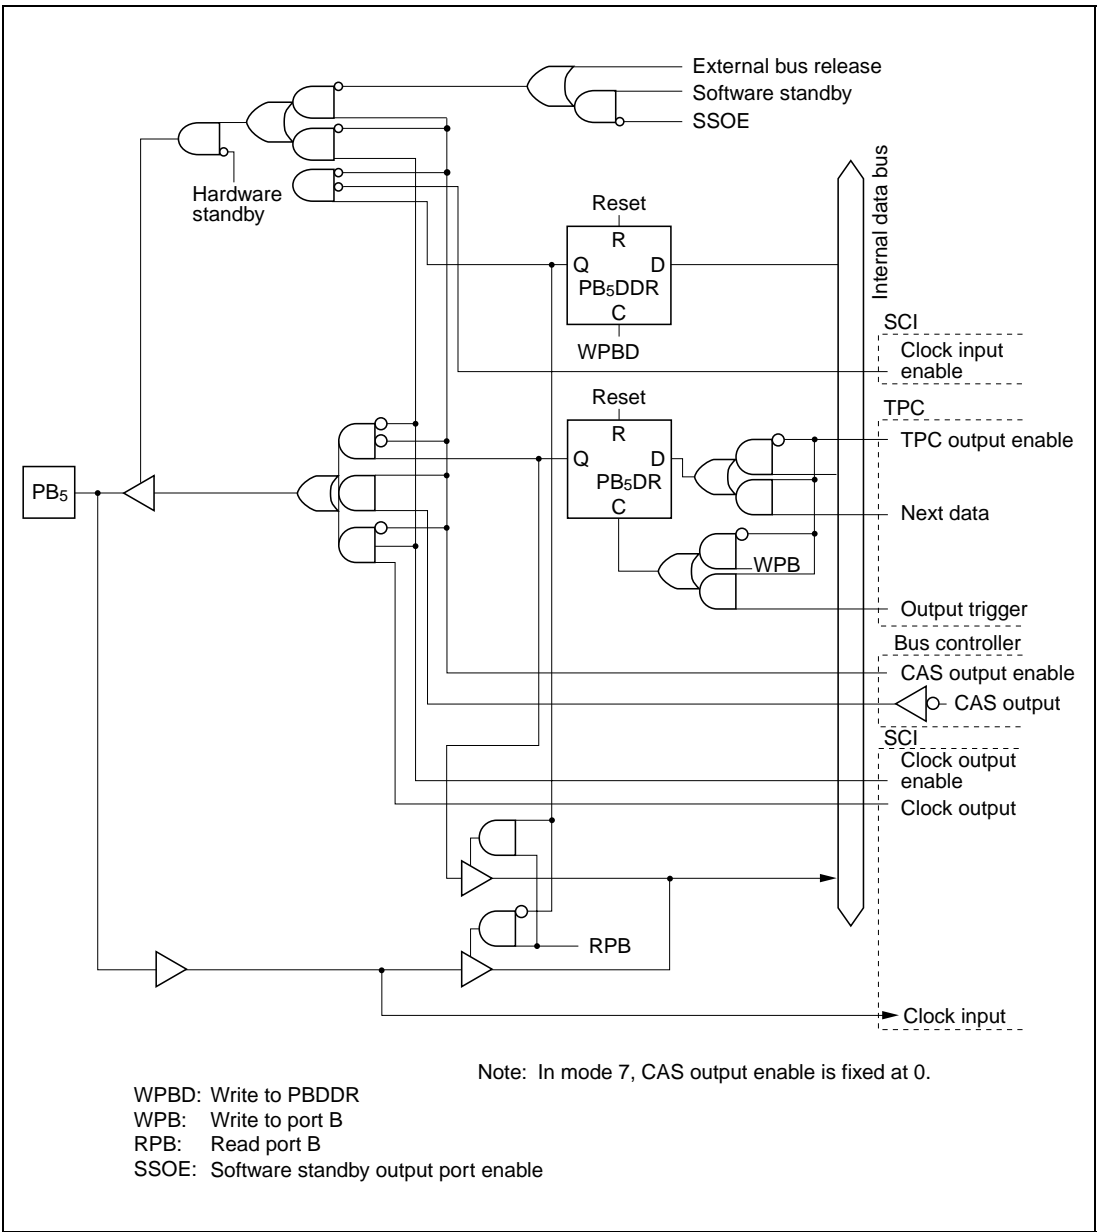 External bus release
Software standby
SSOE
Hardware
standby
Internal data bus
Reset
R
Q D
PB5DDR
C
WPBD
SCI
Clock input
enable
TPC
Reset
R
Q D
PB5DR
C
TPC output enable
PB5
Next data
WPB
Output trigger
Bus controller
CAS output enable
CAS output
SCI
Clock output
enable
Clock output
RPB
Clock input
Note: In mode 7, CAS output enable is fixed at 0.
WPBD: Write to PBDDR
WPB: Write to port B
RPB: Read port B
SSOE: Software standby output port enable